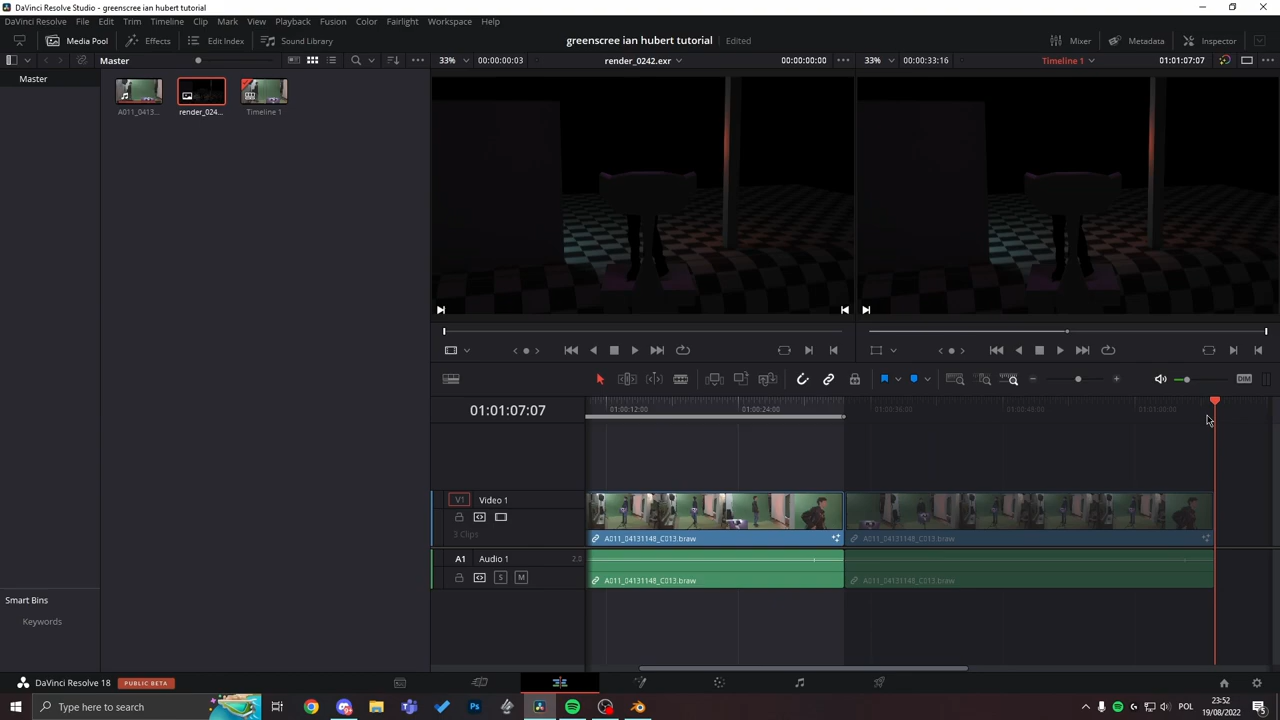 DaVinci Resolve Studio - greenscree ian hubert tutorial
DaVinci Resolve File Edit Trim Timeline Clip Mark View Playback Fusion Color Fairlight Workspace Help
Media Pool Effects Edit Index Sound Library greenscree ian hubert tutorial Edited Mixer Metadata Inspector
Master 33% 00:00:00:03 render_0242.exr 00:00:00:00 33% 00:00:33:16 Timeline 1 01:01:07:07
Master
A011_0413... render_024... Timeline 1
DIM
01:01:07:07 01:00:12:00 01:00:24:00 01:00:48:00 01:01:00:00
V1 Video 1
3 Clips
A011_04131148_C013.braw A011_04131148_C013.braw
A1 Audio 1 2.0
S M A011_04131148_C013.braw A011_04131148_C013.braw
Smart Bins
Keywords
DaVinci Resolve 18 PUBLIC BETA
Type here to search
POL 23:52
19/08/2022